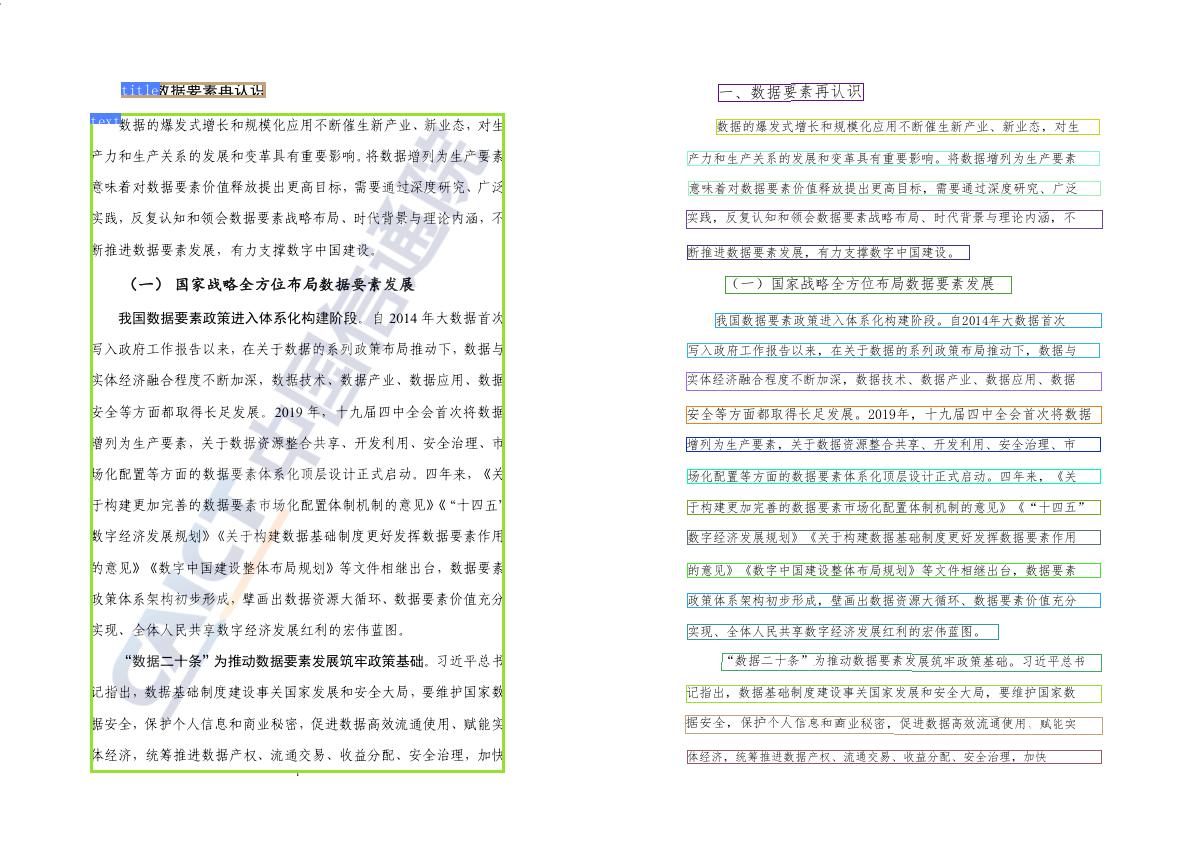 title 数据要素再认识
text
数据的爆发式增长和规模化应用不断催生新产业、新业态，对生
产力和生产关系的发展和变革具有重要影响。将数据增列为生产要素
意味着对数据要素价值释放提出更高目标，需要通过深度研究、广泛
实践，反复认知和领会数据要素战略布局、时代背景与理论内涵，不
断推进数据要素发展，有力支撑数字中国建设。
（一） 国家战略全方位布局数据要素发展
我国数据要素政策进入体系化构建阶段。自 2014 年大数据首次
写入政府工作报告以来，在关于数据的系列政策布局推动下，数据与
实体经济融合程度不断加深，数据技术、数据产业、数据应用、数据
安全等方面都取得长足发展。2019 年，十九届四中全会首次将数据
增列为生产要素，关于数据资源整合共享、开发利用、安全治理、市
场化配置等方面的数据要素体系化顶层设计正式启动。四年来，《关
于构建更加完善的数据要素市场化配置体制机制的意见》《“十四五”
数字经济发展规划》《关于构建数据基础制度更好发挥数据要素作用
的意见》《数字中国建设整体布局规划》等文件相继出台，数据要素
政策体系架构初步形成，擘画出数据资源大循环、数据要素价值充分
实现、全体人民共享数字经济发展红利的宏伟蓝图。
“数据二十条”为推动数据要素发展筑牢政策基础。习近平总书
记指出，数据基础制度建设事关国家发展和安全大局，要维护国家数
据安全，保护个人信息和商业秘密，促进数据高效流通使用、赋能实
体经济，统筹推进数据产权、流通交易、收益分配、安全治理，加快
CAICT 中国信通院
一、数据要素再认识
数据的爆发式增长和规模化应用不断催生新产业、新业态，对生
产力和生产关系的发展和变革具有重要影响。将数据增列为生产要素
意味着对数据要素价值释放提出更高目标，需要通过深度研究、广泛
实践，反复认知和领会数据要素战略布局、时代背景与理论内涵，不
断推进数据要素发展，有力支撑数字中国建设。
（一）国家战略全方位布局数据要素发展
我国数据要素政策进入体系化构建阶段。自2014年大数据首次
写入政府工作报告以来，在关于数据的系列政策布局推动下，数据与
实体经济融合程度不断加深，数据技术、数据产业、数据应用、数据
安全等方面都取得长足发展。2019年，十九届四中全会首次将数据
增列为生产要素，关于数据资源整合共享、开发利用、安全治理、市
场化配置等方面的数据要素体系化顶层设计正式启动。四年来，《关
于构建更加完善的数据要素市场化配置体制机制的意见》《“十四五”
数字经济发展规划》《关于构建数据基础制度更好发挥数据要素作用
的意见》《数字中国建设整体布局规划》等文件相继出台，数据要素
政策体系架构初步形成，壁画出数据资源大循环、数据要素价值充分
实现、全体人民共享数字经济发展红利的宏伟蓝图。
“数据二十条”为推动数据要素发展筑牢政策基础。习近平总书
记指出，数据基础制度建设事关国家发展和安全大局，要维护国家数
据安全，保护个人信息和商业秘密，促进数据高效流通使用、赋能实
体经济，统筹推进数据产权、流通交易、收益分配、安全治理，加快